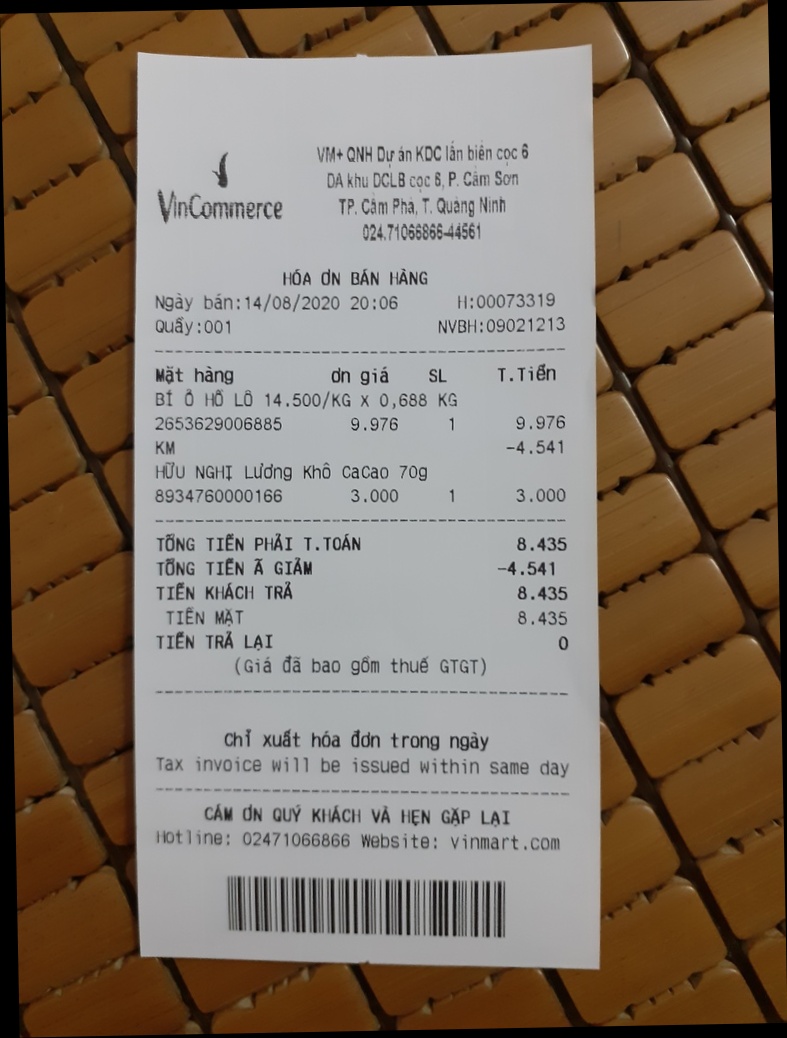 VinCommerce
VM+ QNH Dự án KDC lấn biển cọc 6
DA khu DCLB cọc 6, P. Cẩm Sơn
TP. Cẩm Phả, T. Quảng Ninh
024.71066866-44561
HÓA ƠN BÁN HÀNG
Ngày bán:14/08/2020 20:06 H:00073319
Quầy:001 NVBH:09021213
Mặt hàng ơn giá SL T.Tiền
BÍ Ỏ HỒ LÔ 14.500/KG X 0,688 KG
2653629006885 9.976 1 9.976
KM -4.541
HỮU NGHỊ Lương Khô CaCao 70g
8934760000166 3.000 1 3.000
TỔNG TIỀN PHẢI T.TOÁN 8.435
TỔNG TIỀN Ã GIẢM -4.541
TIỀN KHÁCH TRẢ 8.435
TIỀN MẶT 8.435
TIỀN TRẢ LẠI 0
(Giá đã bao gồm thuế GTGT)
Chỉ xuất hóa đơn trong ngày
Tax invoice will be issued within same day
CÁM ƠN QUÝ KHÁCH VÀ HẸN GẶP LẠI
Hotline: 02471066866 Website: vinmart.com